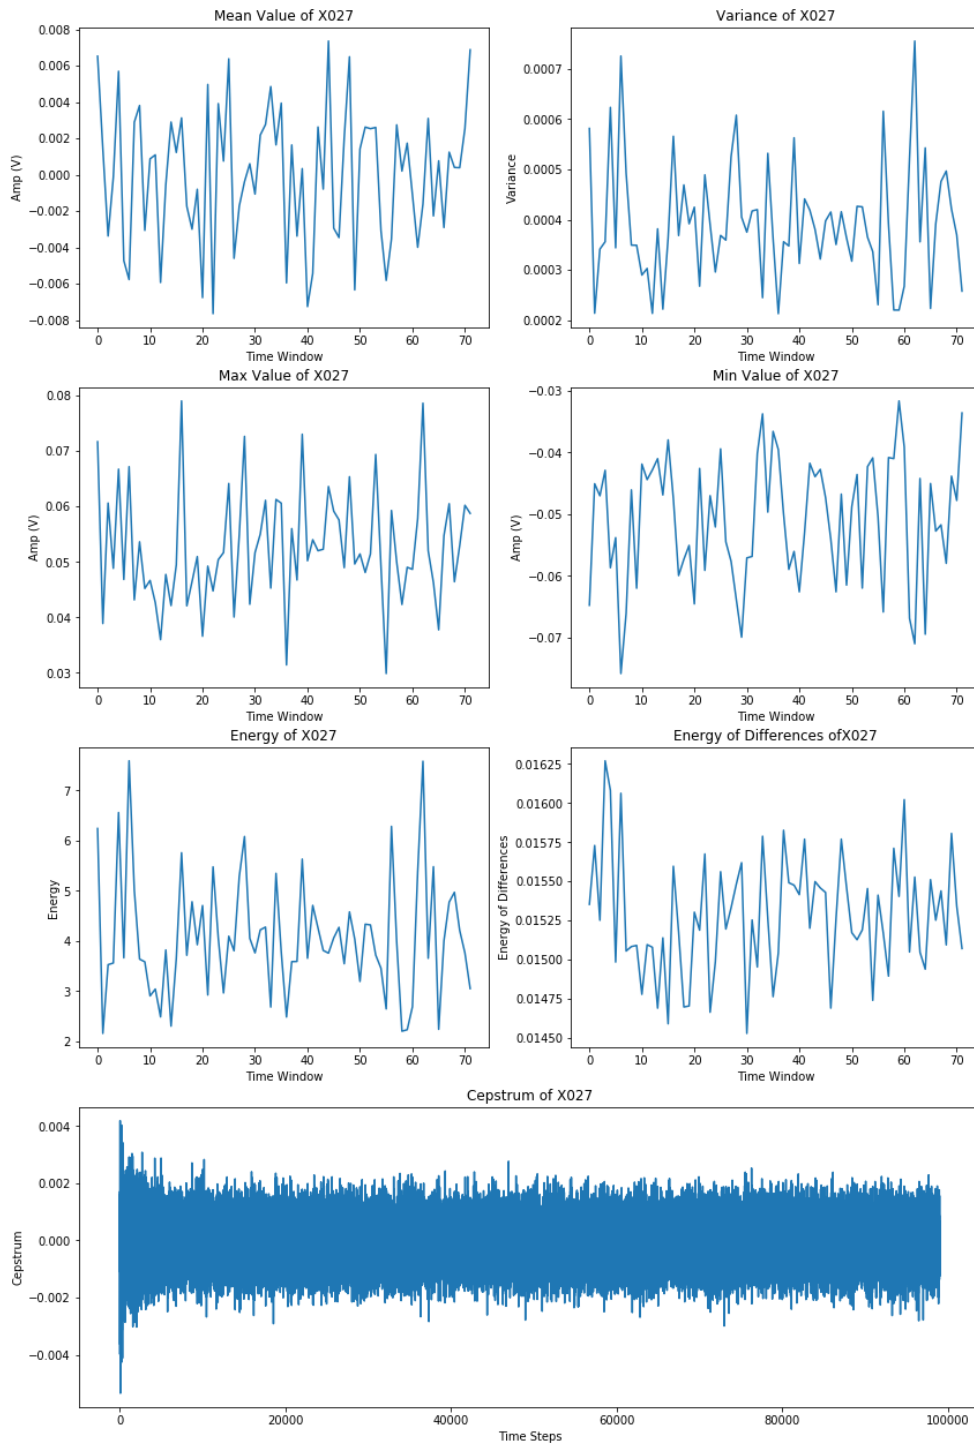 Mean Value of X027
Amp (V)
0.008
0.006
0.004
0.002
0.000
−0.002
−0.004
−0.006
−0.008
0 10 20 30 40 50 60 70
Time Window
Variance of X027
Variance
0.0007
0.0006
0.0005
0.0004
0.0003
0.0002
0 10 20 30 40 50 60 70
Time Window
Max Value of X027
Amp (V)
0.08
0.07
0.06
0.05
0.04
0.03
0 10 20 30 40 50 60 70
Time Window
Min Value of X027
Amp (V)
−0.03
−0.04
−0.05
−0.06
−0.07
0 10 20 30 40 50 60 70
Time Window
Energy of X027
Energy
7
6
5
4
3
2
0 10 20 30 40 50 60 70
Time Window
Energy of Differences ofX027
Energy of Differences
0.01625
0.01600
0.01575
0.01550
0.01525
0.01500
0.01475
0.01450
0 10 20 30 40 50 60 70
Time Window
Cepstrum of X027
Cepstrum
0.004
0.002
0.000
−0.002
−0.004
0 20000 40000 60000 80000 100000
Time Steps